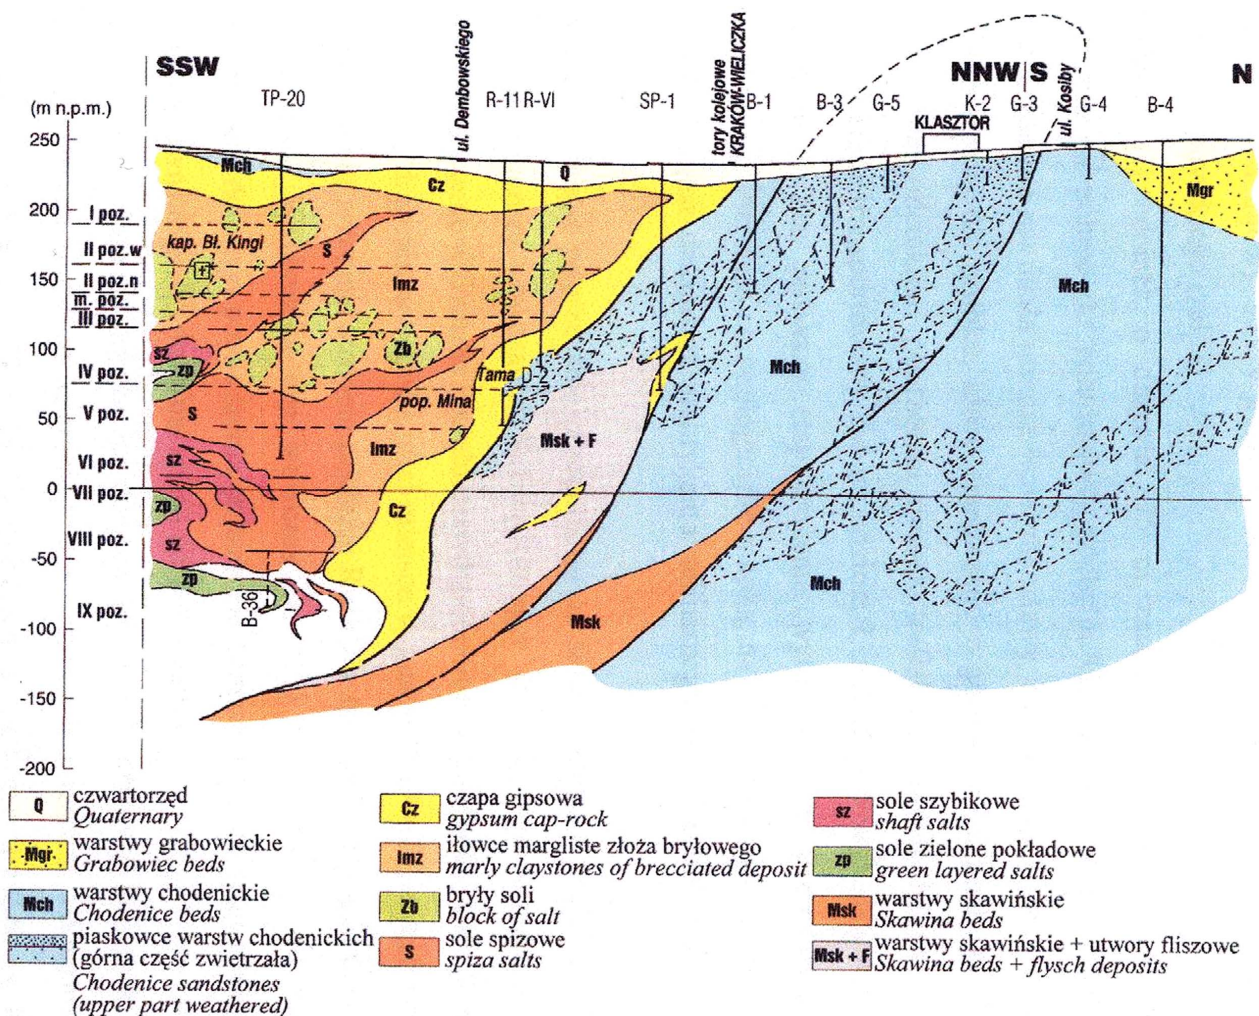 SSW
NNW S
N
(m n.p.m.)
TP-20
ul. Dembowskiego
R-11 R-VI
SP-1
tory kolejowe
KRAKÓW-WIELICZKA
B-1
B-3
G-5
KLASZTOR
K-2
G-3
ul. Kosiby
G-4
B-4
250
200
150
100
50
0
-50
-100
-150
-200
I poz.
II poz.w
II poz.n
m. poz.
III poz.
IV poz.
V poz.
VI poz.
VII poz.
VIII poz.
IX poz.
Mch
Cz
Q
Mgr
kap. Bł. Kingi
S
Imz
Mch
sz
zp
Zb
Tama D-2
Mch
pop. Mina
S
Msk + F
sz
Imz
zp
Cz
sz
zp
Mch
B-36
Msk
Q czwartorzęd
Quaternary
Mgr warstwy grabowieckie
Grabowiec beds
Mch warstwy chodenickie
Chodenice beds
piaskowce warstw chodenickich
(górna część zwietrzała)
Chodenice sandstones
(upper part weathered)
Cz czapa gipsowa
gypsum cap-rock
Imz iłowce margliste złoża bryłowego
marly claystones of brecciated deposit
Zb bryły soli
block of salt
S sole spizowe
spiza salts
sz sole szybikowe
shaft salts
zp sole zielone pokładowe
green layered salts
Msk warstwy skawińskie
Skawina beds
Msk + F warstwy skawińskie + utwory fliszowe
Skawina beds + flysch deposits